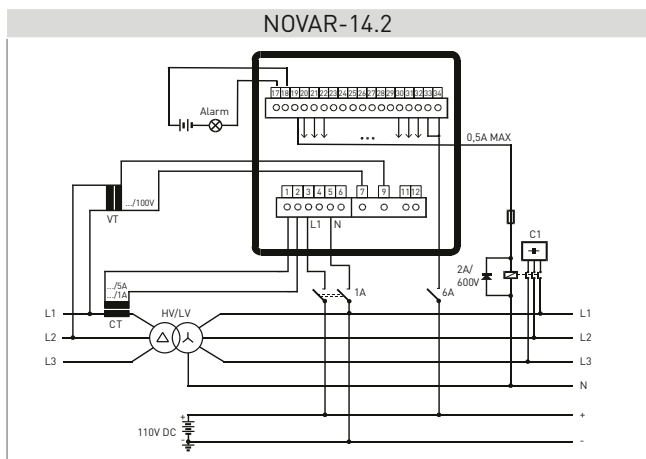 NOVAR-14.2
17 18 19 20 21 22 23 24 25 26 27 28 29 30 31 32 33 34
Alarm
...
0,5A MAX
1 2 3 4 5 6 7 9 11 12
.../100V
VT
L1 N
C1
2A/
600V
.../5A
.../1A
1A
6A
L1 CT HV/LV L1
L2 L2
L3 L3
N
+ +
110V DC
- -